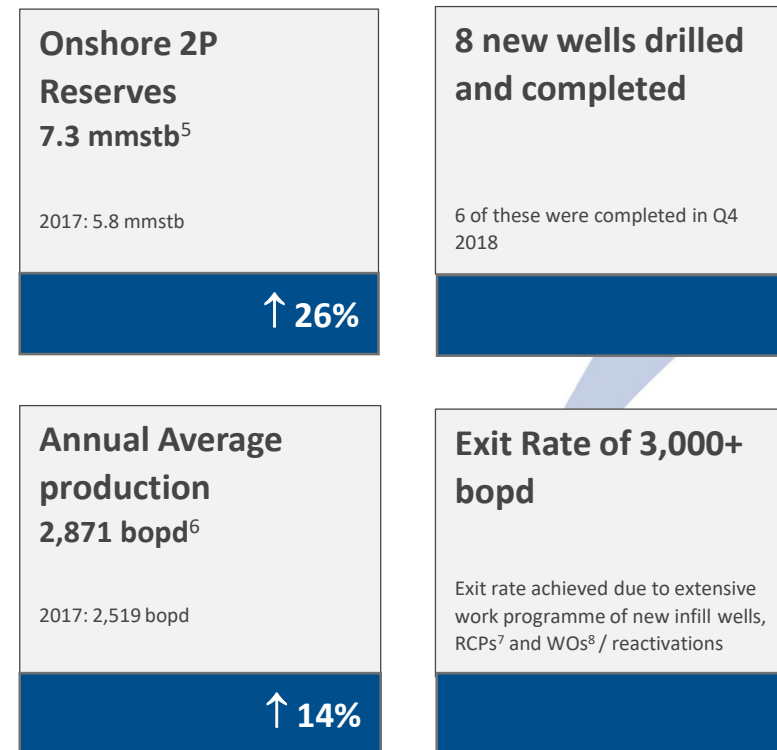 Onshore 2P
Reserves
7.3 mmstb⁵
2017: 5.8 mmstb
↑ 26%
8 new wells drilled
and completed
6 of these were completed in Q4
2018
Annual Average
production
2,871 bopd⁶
2017: 2,519 bopd
↑ 14%
Exit Rate of 3,000+
bopd
Exit rate achieved due to extensive
work programme of new infill wells,
RCPs⁷ and WOs⁸ / reactivations